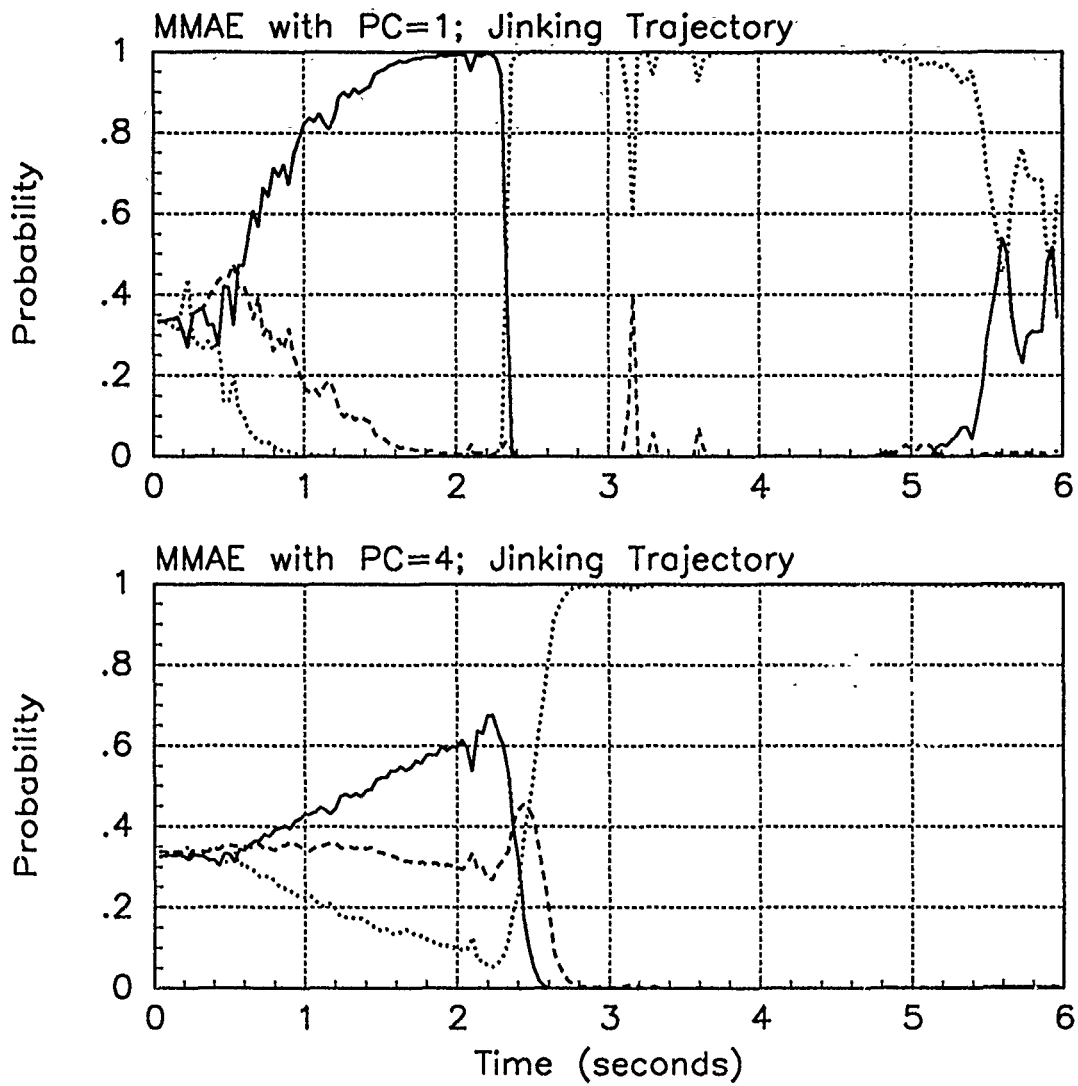 MMAE with PC=1; Jinking Trajectory
1
.8
.6
.4
.2
0
Probability
0 1 2 3 4 5 6
MMAE with PC=4; Jinking Trajectory
1
.8
.6
.4
.2
0
Probability
0 1 2 3 4 5 6
Time (seconds)